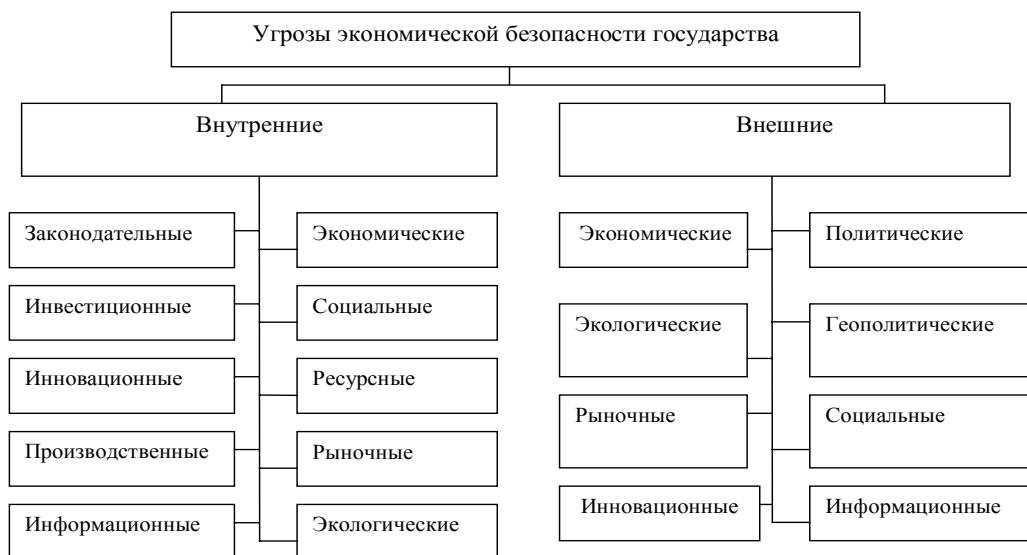 Угрозы экономической безопасности государства
Внутренние
Внешние
Законодательные
Экономические
Инвестиционные
Социальные
Инновационные
Ресурсные
Производственные
Рыночные
Информационные
Экологические
Экономические
Политические
Экологические
Геополитические
Рыночные
Социальные
Инновационные
Информационные